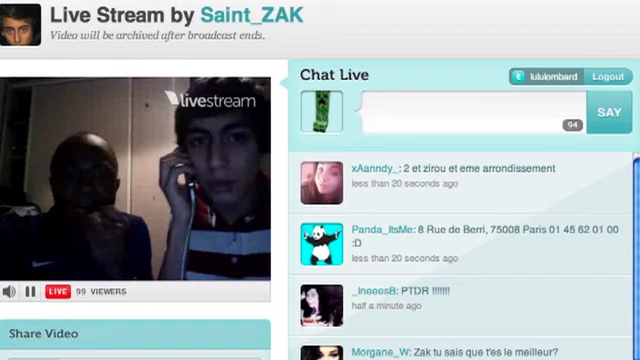 Live Stream by Saint_ZAK
Video will be archived after broadcast ends.
livestream
LIVE 99 VIEWERS
Share Video
Chat Live
lululombard Logout
94
SAY
xAanndy_: 2 et zirou et eme arrondissement
less than 20 seconds ago
Panda_ItsMe: 8 Rue de Berri, 75008 Paris 01 45 62 01 00
:D
less than 20 seconds ago
_IneeesB: PTDR !!!!!!!
half a minute ago
Morgane_W: Zak tu sais que t'es le meilleur?